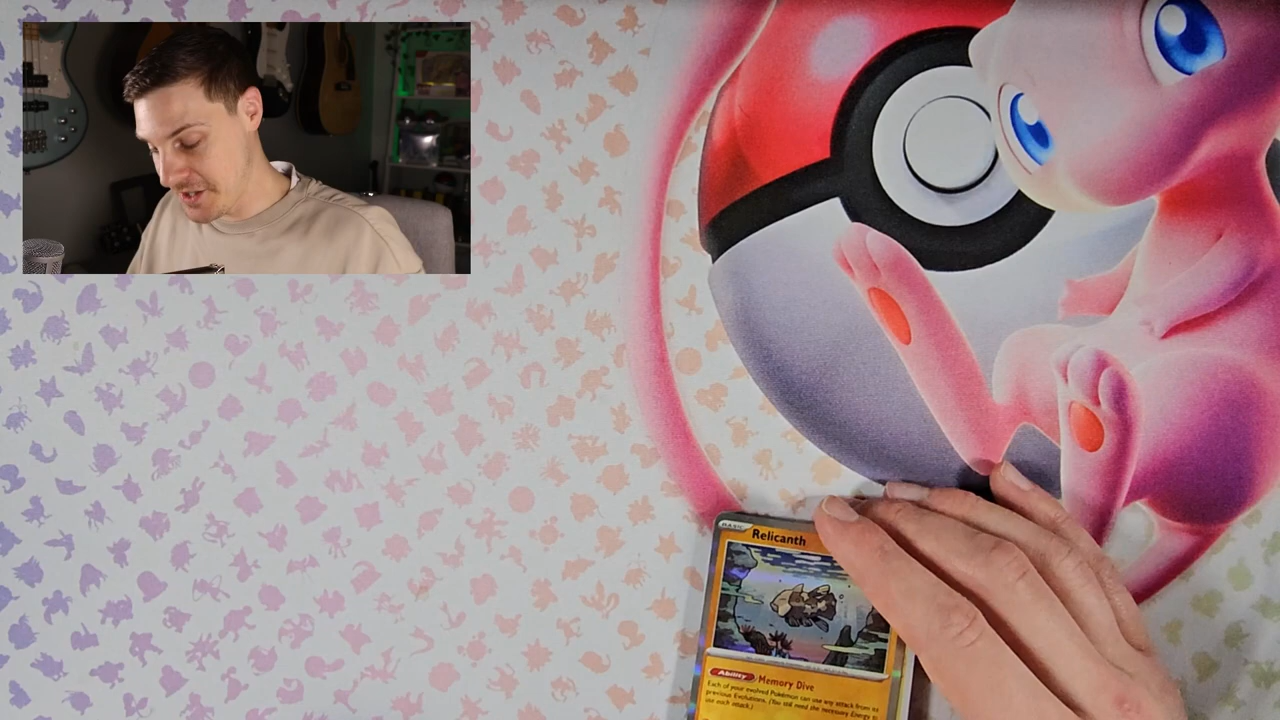 BASIC
Relicanth
Ability Memory Dive
Each of your evolved Pokémon can use any attack from its
previous Evolutions. (You still need the necessary Energy to
use each attack.)